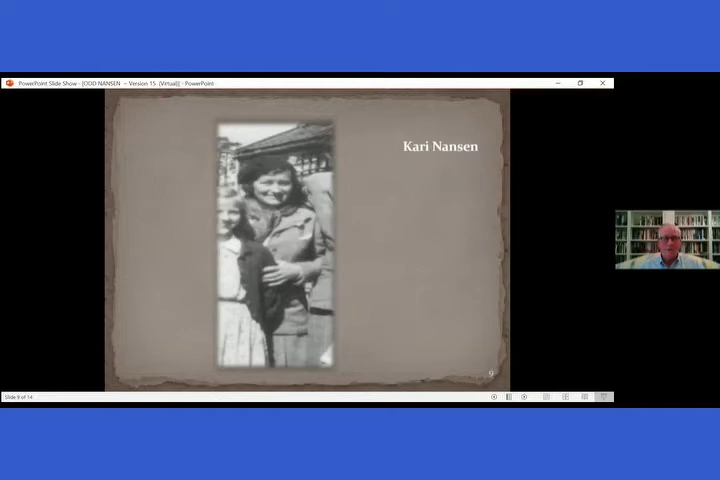 PowerPoint Slide Show - [ODD NANSEN - Version 15 (Virtual)] - PowerPoint
Kari Nansen
9
Slide 9 of 14